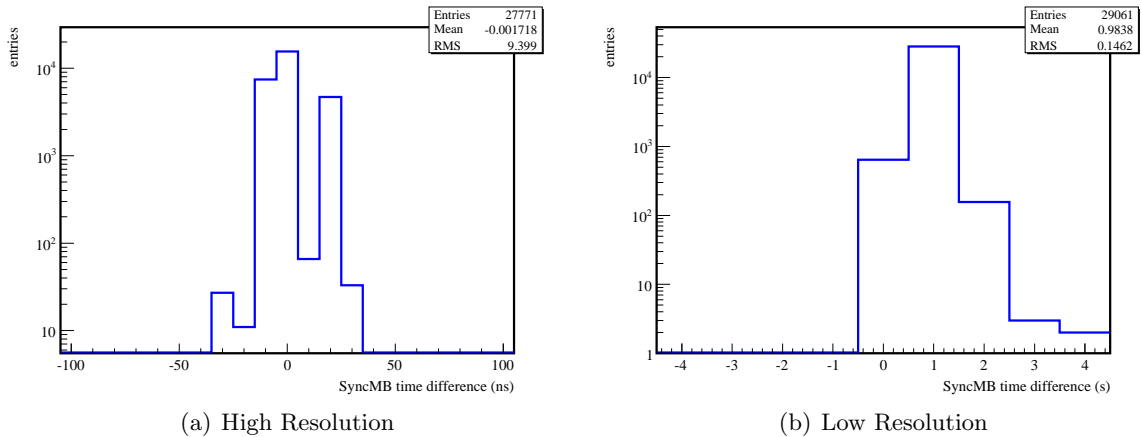 Entries 27771
Mean -0.001718
RMS 9.399
entries
10^4
10^3
10^2
10
-100 -50 0 50 100
SyncMB time difference (ns)
(a) High Resolution
Entries 29061
Mean 0.9838
RMS 0.1462
entries
10^4
10^3
10^2
10
1
-4 -3 -2 -1 0 1 2 3 4
SyncMB time difference (s)
(b) Low Resolution